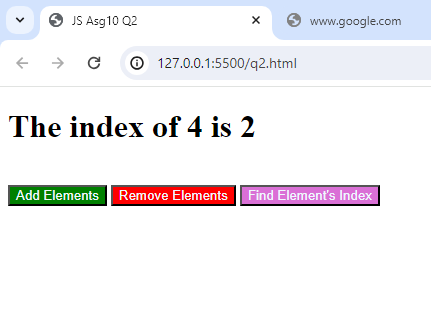 JS Asg10 Q2
www.google.com
127.0.0.1:5500/q2.html
The index of 4 is 2
Add Elements Remove Elements Find Element's Index